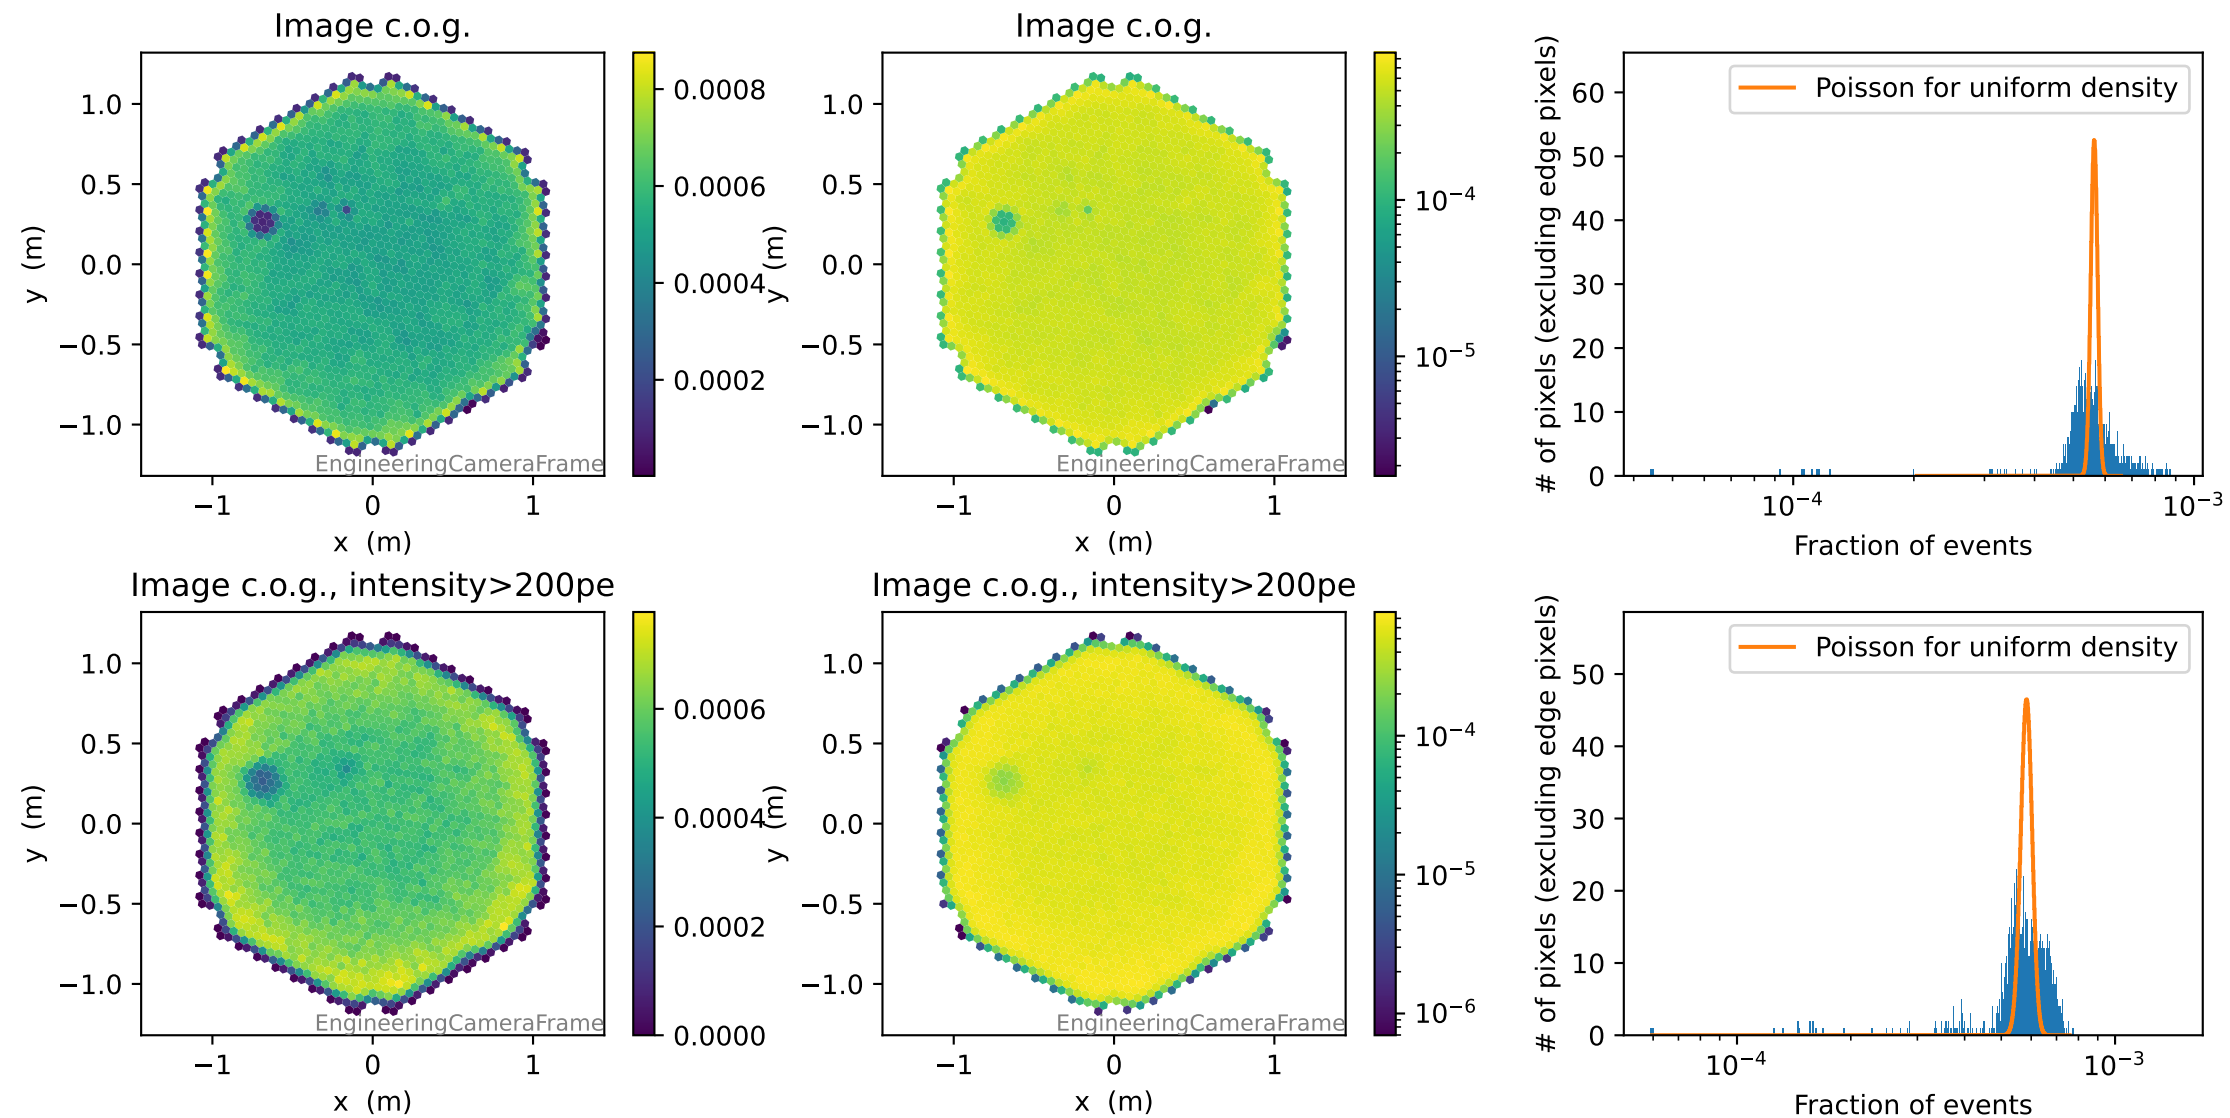 Image c.o.g.
1.0
0.5
0.0
−0.5
−1.0
y (m)
−1
0
1
x (m)
EngineeringCameraFrame
0.0008
0.0006
0.0004
0.0002
Image c.o.g.
1.0
0.5
0.0
−0.5
−1.0
y (m)
−1
0
1
x (m)
EngineeringCameraFrame
10⁻⁴
10⁻⁵
# of pixels (excluding edge pixels)
60
50
40
30
20
10
0
Poisson for uniform density
10⁻⁴
10⁻³
Fraction of events
Image c.o.g., intensity>200pe
1.0
0.5
0.0
−0.5
−1.0
y (m)
−1
0
1
x (m)
EngineeringCameraFrame
0.0006
0.0004
0.0002
0.0000
Image c.o.g., intensity>200pe
1.0
0.5
0.0
−0.5
−1.0
y (m)
−1
0
1
x (m)
EngineeringCameraFrame
10⁻⁴
10⁻⁵
10⁻⁶
# of pixels (excluding edge pixels)
50
40
30
20
10
0
Poisson for uniform density
10⁻⁴
10⁻³
Fraction of events